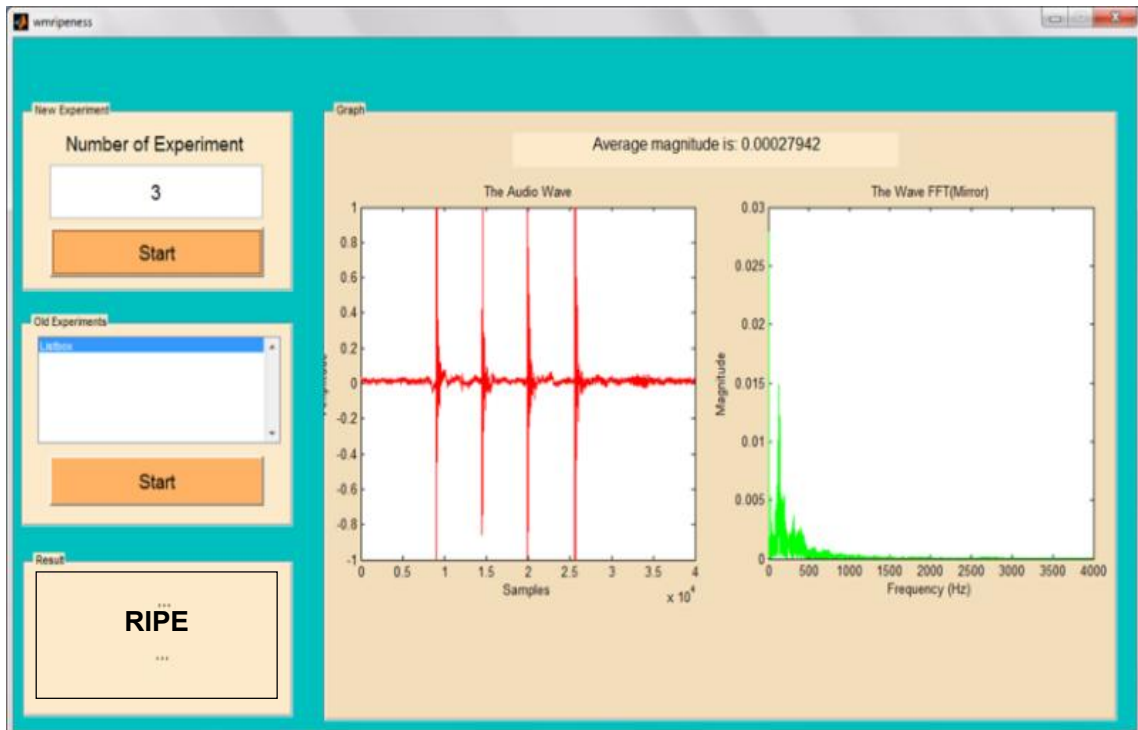 wmripeness
New Experiment
Number of Experiment
3
Start
Old Experiments
Listbox
Start
Result
...
RIPE
...
Graph
Average magnitude is: 0.00027942
The Audio Wave
1
0.8
0.6
0.4
0.2
0
-0.2
-0.4
-0.6
-0.8
-1
0 0.5 1 1.5 2 2.5 3 3.5 4
Samples
x 10^4
The Wave FFT(Mirror)
Magnitude
0.03
0.025
0.02
0.015
0.01
0.005
0
0 500 1000 1500 2000 2500 3000 3500 4000
Frequency (Hz)